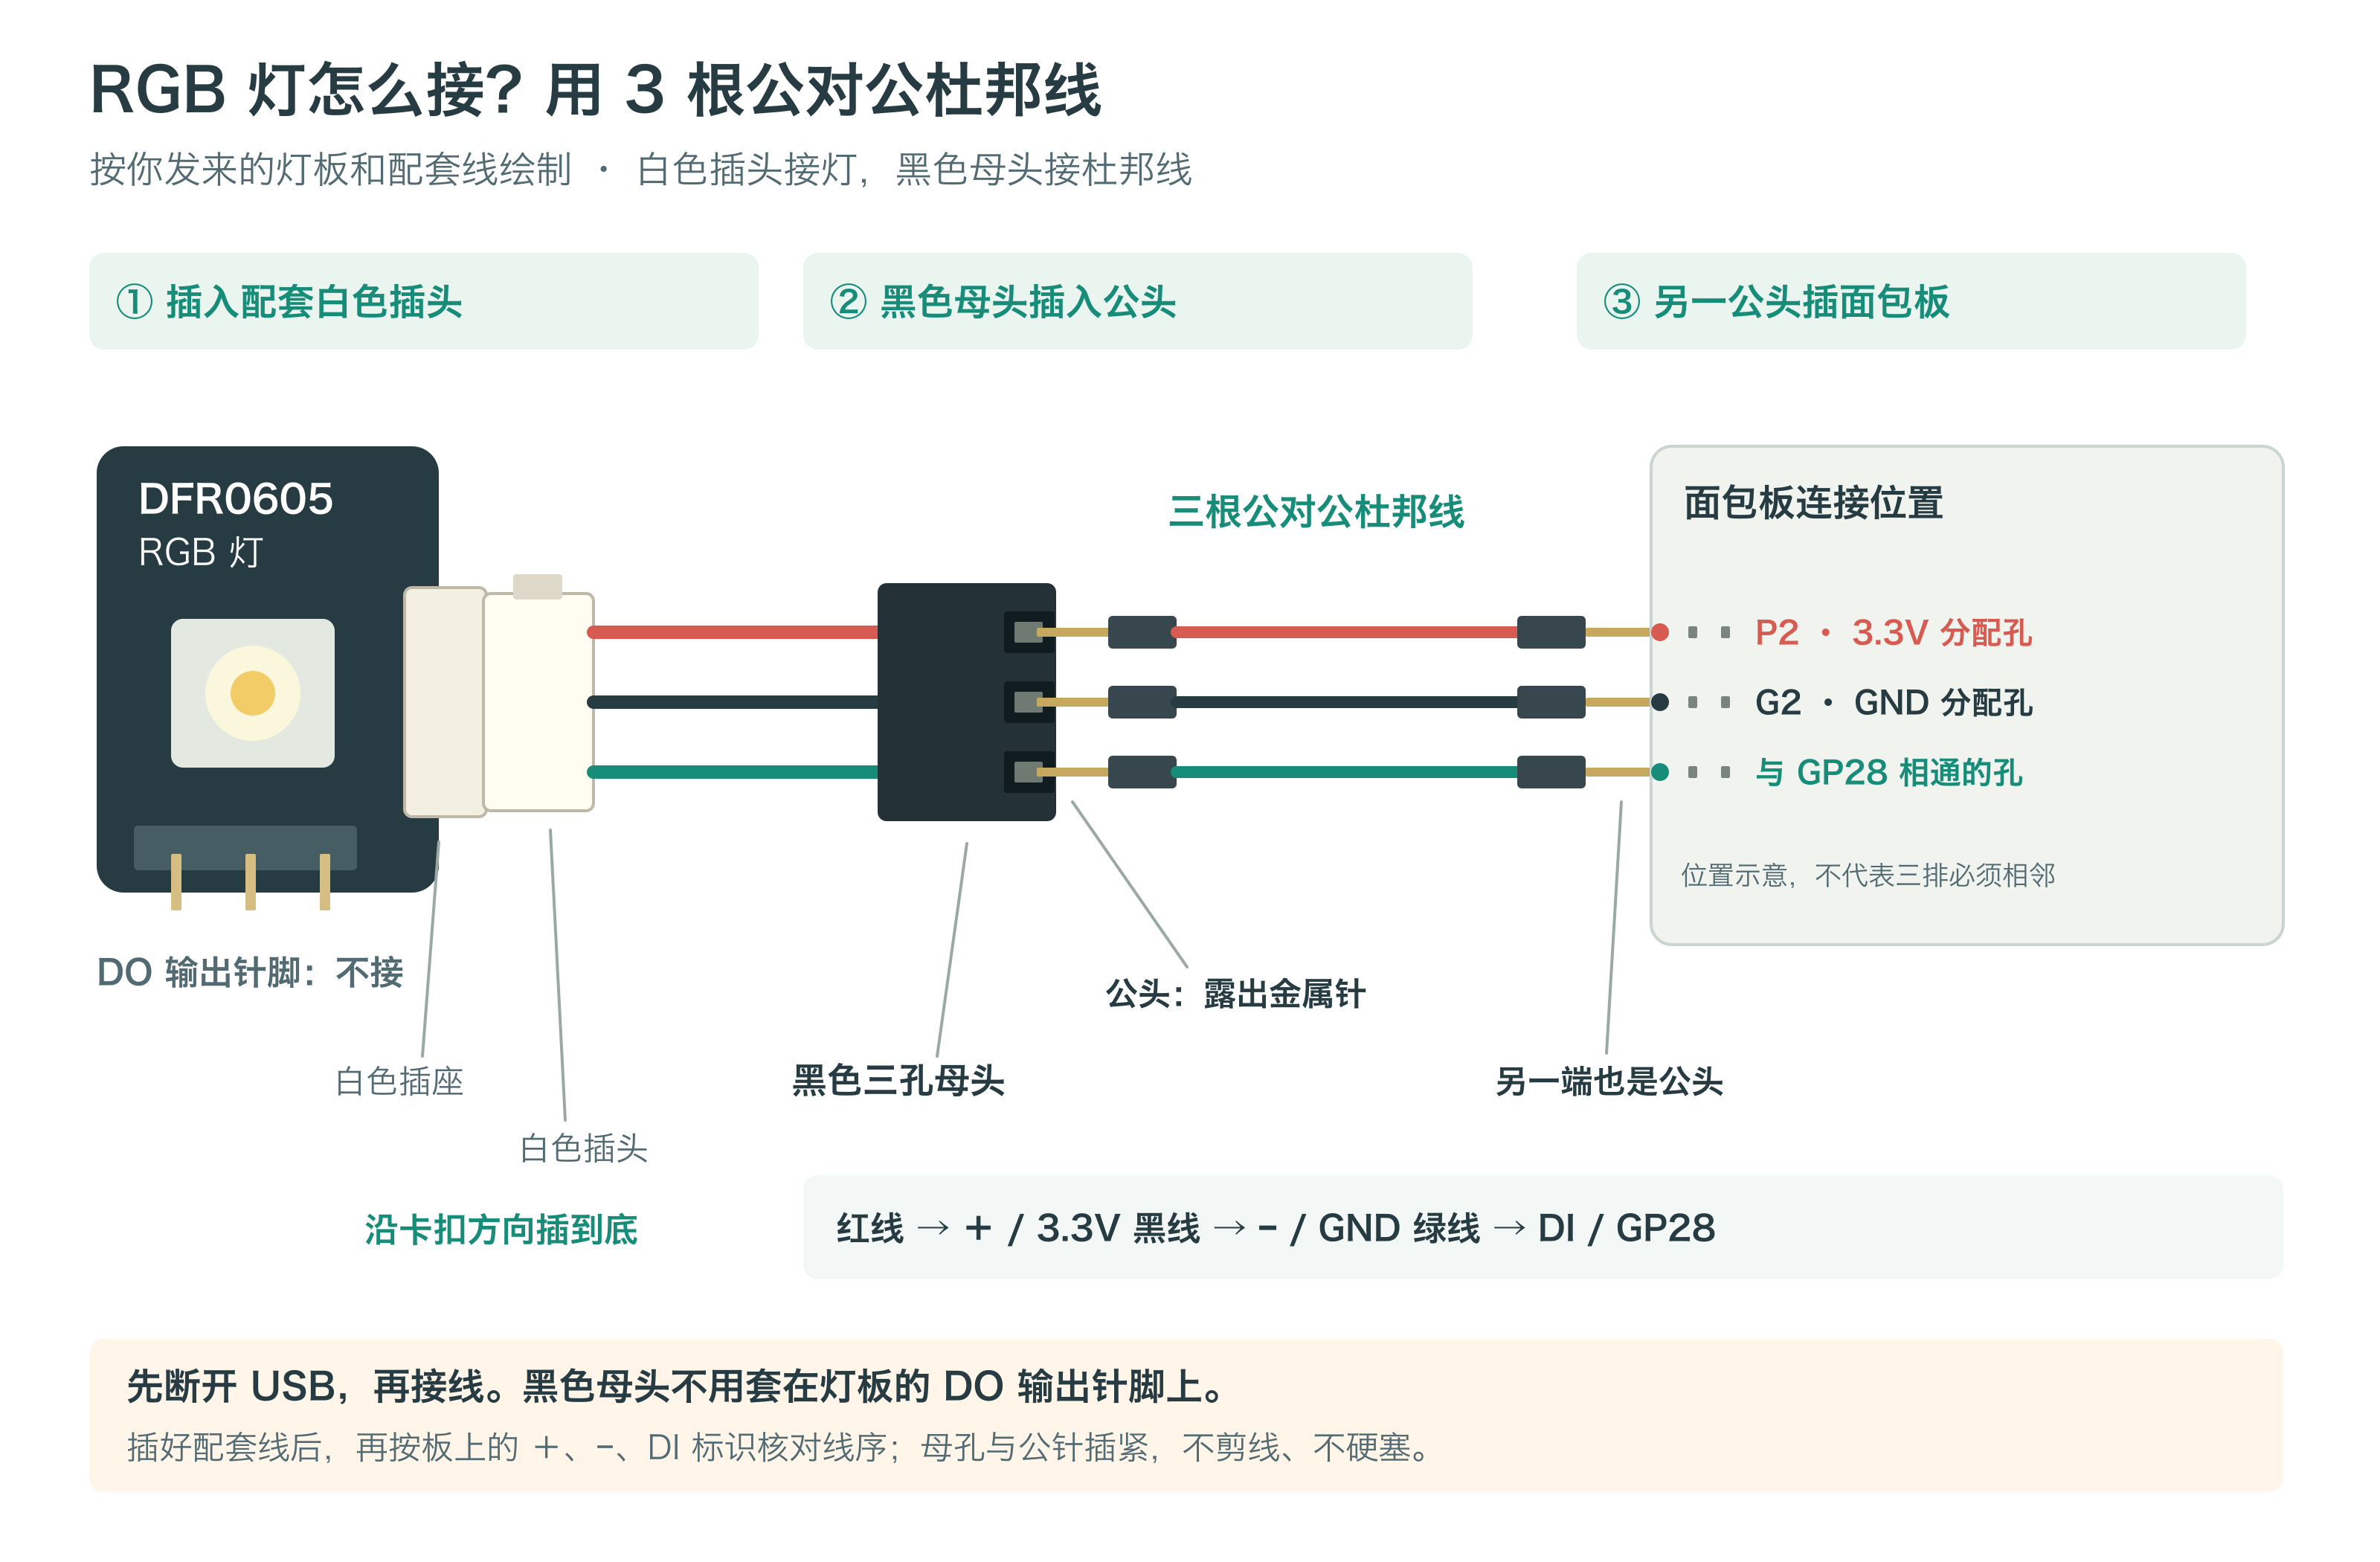 RGB 灯怎么接？用 3 根公对公杜邦线
按你发来的灯板和配套线绘制 · 白色插头接灯，黑色母头接杜邦线
① 插入配套白色插头
② 黑色母头插入公头
③ 另一公头插面包板
DFR0605
RGB 灯
三根公对公杜邦线
面包板连接位置
P2 · 3.3V 分配孔
G2 · GND 分配孔
与 GP28 相通的孔
位置示意，不代表三排必须相邻
DO 输出针脚：不接
公头：露出金属针
白色插座
黑色三孔母头
另一端也是公头
白色插头
沿卡扣方向插到底
红线 → + / 3.3V 黑线 → − / GND 绿线 → DI / GP28
先断开 USB，再接线。黑色母头不用套在灯板的 DO 输出针脚上。
插好配套线后，再按板上的 +、−、DI 标识核对线序；母孔与公针插紧，不剪线、不硬塞。